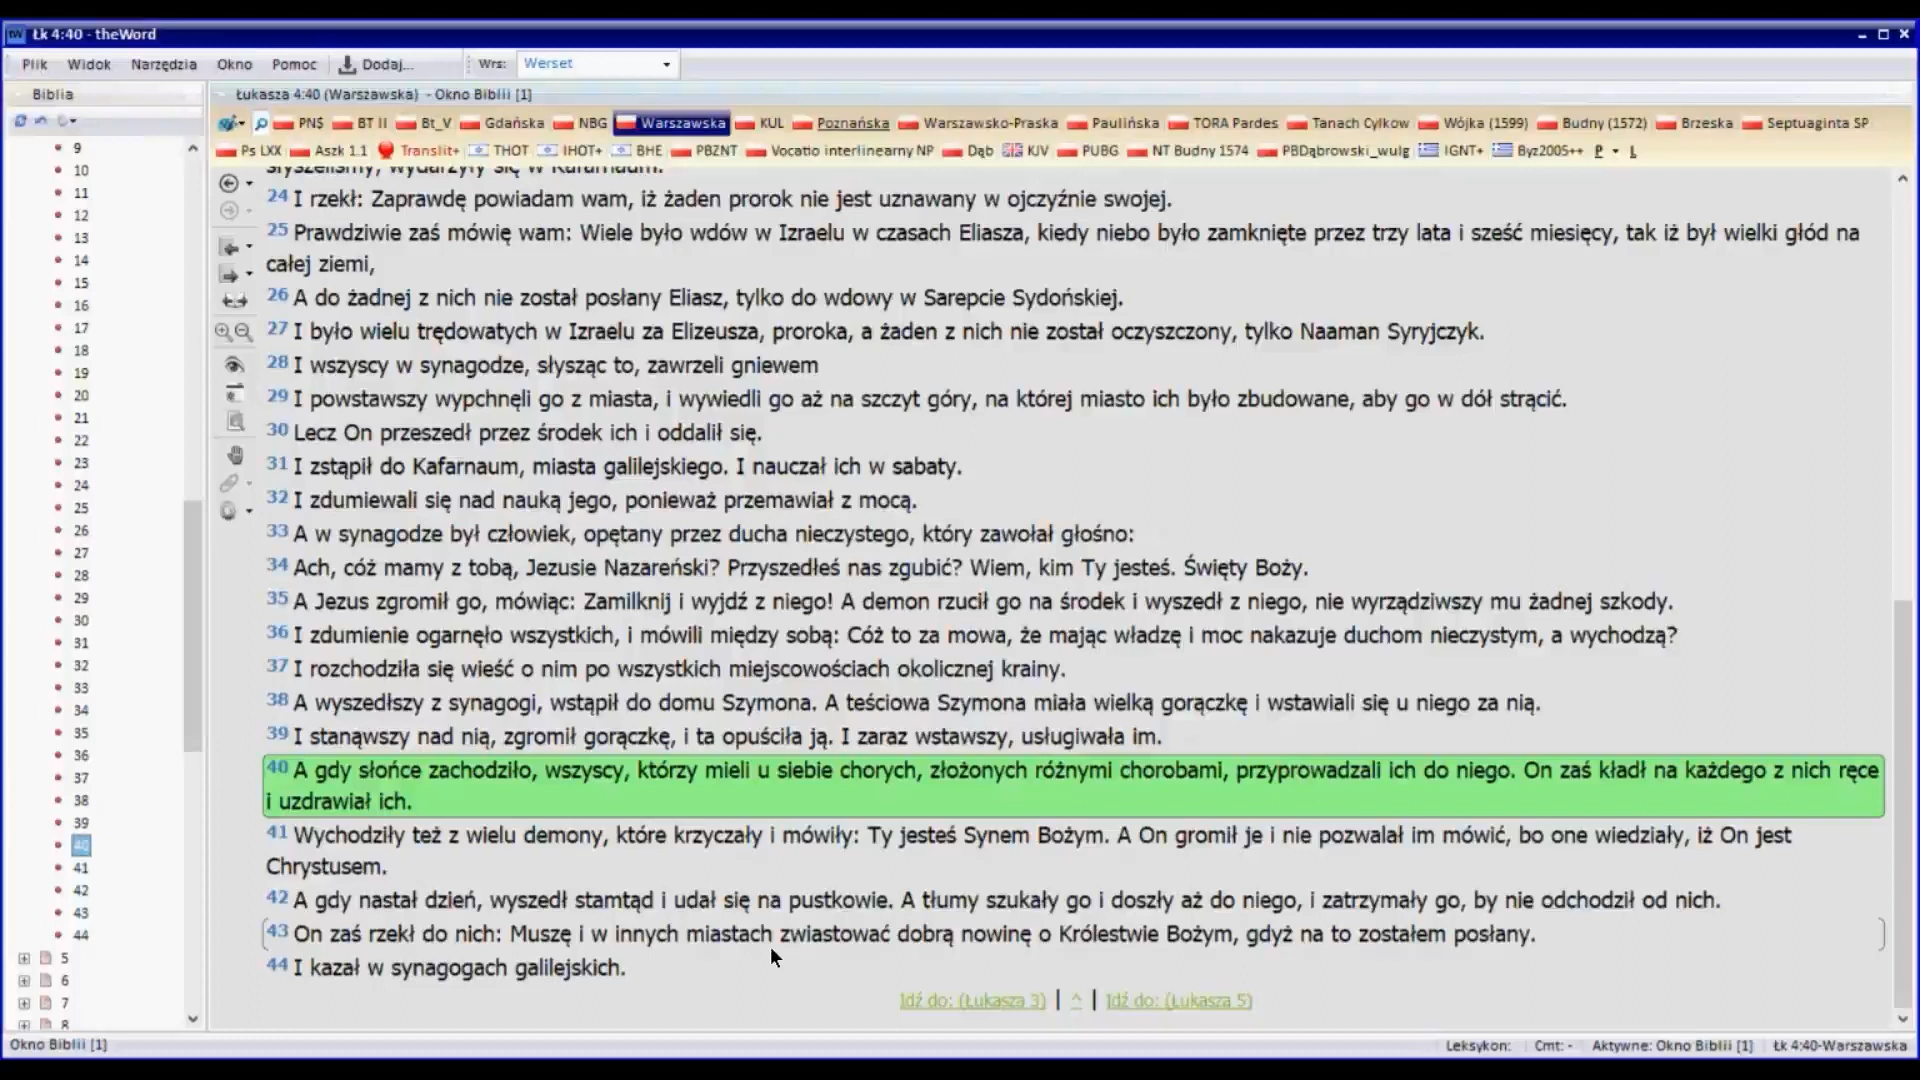 Łk 4:40 - theWord
Plik Widok Narzędzia Okno Pomoc Dodaj... Wrs: Werset
Biblia
Łukasza 4:40 (Warszawska) - Okno Biblii [1]
PNŚ BT II Bt_V Gdańska NBG Warszawska KUL Poznańska Warszawsko-Praska Paulińska TORA Pardes Tanach Cylkow Wójka (1599) Budny (1572) Brzeska Septuaginta SP
Ps LXX Aszk 1.1 Translit+ THOT IHOT+ BHE PBZNT Vocatio interlinearny NP Dąb KJV PUBG NT Budny 1574 PBDąbrowski_wulg IGNT+ Byz2005++ P L
słyszeliśmy, wydarzyły się w Kafarnaum.
24 I rzekł: Zaprawdę powiadam wam, iż żaden prorok nie jest uznawany w ojczyźnie swojej.
25 Prawdziwie zaś mówię wam: Wiele było wdów w Izraelu w czasach Eliasza, kiedy niebo było zamknięte przez trzy lata i sześć miesięcy, tak iż był wielki głód na
całej ziemi,
26 A do żadnej z nich nie został posłany Eliasz, tylko do wdowy w Sarepcie Sydońskiej.
27 I było wielu trędowatych w Izraelu za Elizeusza, proroka, a żaden z nich nie został oczyszczony, tylko Naaman Syryjczyk.
28 I wszyscy w synagodze, słysząc to, zawrzeli gniewem
29 I powstawszy wypchnęli go z miasta, i wywiedli go aż na szczyt góry, na której miasto ich było zbudowane, aby go w dół strącić.
30 Lecz On przeszedł przez środek ich i oddalił się.
31 I zstąpił do Kafarnaum, miasta galilejskiego. I nauczał ich w sabaty.
32 I zdumiewali się nad nauką jego, ponieważ przemawiał z mocą.
33 A w synagodze był człowiek, opętany przez ducha nieczystego, który zawołał głośno:
34 Ach, cóż mamy z tobą, Jezusie Nazareński? Przyszedłeś nas zgubić? Wiem, kim Ty jesteś. Święty Boży.
35 A Jezus zgromił go, mówiąc: Zamilknij i wyjdź z niego! A demon rzucił go na środek i wyszedł z niego, nie wyrządziwszy mu żadnej szkody.
36 I zdumienie ogarnęło wszystkich, i mówili między sobą: Cóż to za mowa, że mając władzę i moc nakazuje duchom nieczystym, a wychodzą?
37 I rozchodziła się wieść o nim po wszystkich miejscowościach okolicznej krainy.
38 A wyszedłszy z synagogi, wstąpił do domu Szymona. A teściowa Szymona miała wielką gorączkę i wstawiali się u niego za nią.
39 I stanąwszy nad nią, zgromił gorączkę, i ta opuściła ją. I zaraz wstawszy, usługiwała im.
40 A gdy słońce zachodziło, wszyscy, którzy mieli u siebie chorych, złożonych różnymi chorobami, przyprowadzali ich do niego. On zaś kładł na każdego z nich ręce
i uzdrawiał ich.
41 Wychodziły też z wielu demony, które krzyczały i mówiły: Ty jesteś Synem Bożym. A On gromił je i nie pozwalał im mówić, bo one wiedziały, iż On jest
Chrystusem.
42 A gdy nastał dzień, wyszedł stamtąd i udał się na pustkowie. A tłumy szukały go i doszły aż do niego, i zatrzymały go, by nie odchodził od nich.
43 On zaś rzekł do nich: Muszę i w innych miastach zwiastować dobrą nowinę o Królestwie Bożym, gdyż na to zostałem posłany.
44 I kazał w synagogach galilejskich.
Idź do: (Łukasza 3) | ^ | Idź do: (Łukasza 5)
9
10
11
12
13
14
15
16
17
18
19
20
21
22
23
24
25
26
27
28
29
30
31
32
33
34
35
36
37
38
39
40
41
42
43
44
5
6
7
8
Okno Biblii [1] Leksykon: Cmt: - Aktywne: Okno Biblii [1] Łk 4:40-Warszawska